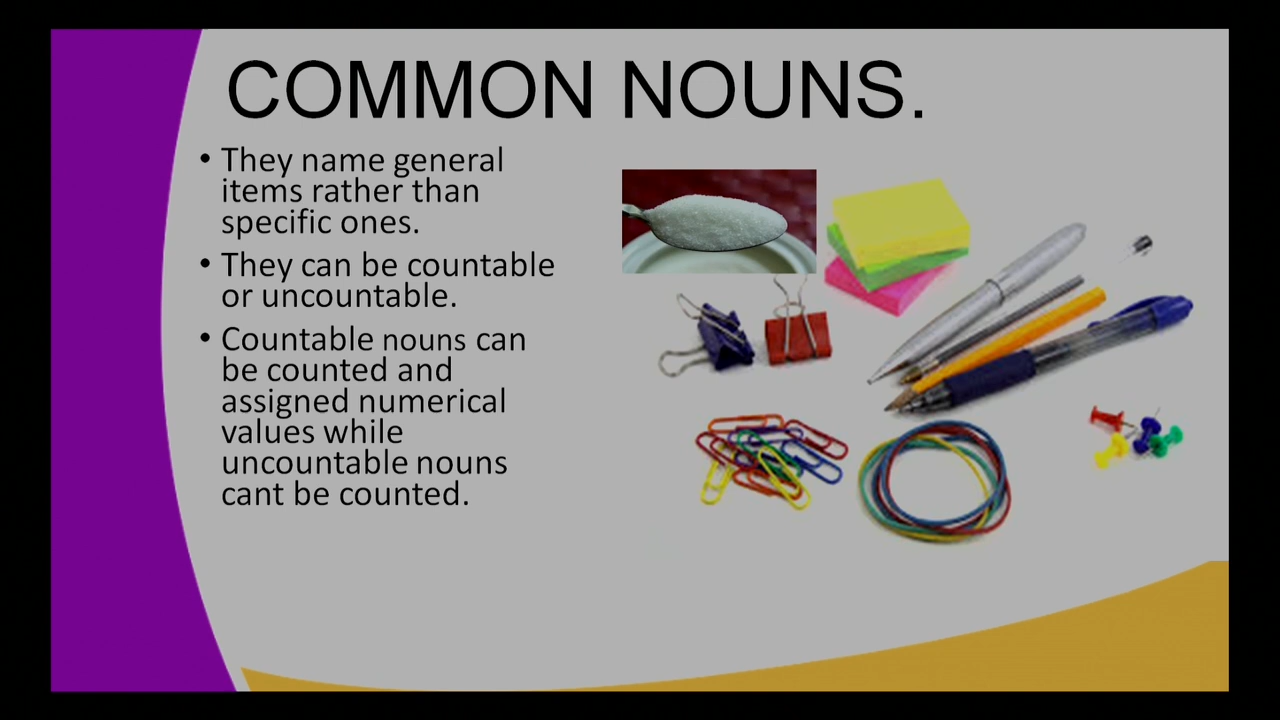 COMMON NOUNS.
• They name general
items rather than
specific ones.
• They can be countable
or uncountable.
• Countable nouns can
be counted and
assigned numerical
values while
uncountable nouns
cant be counted.